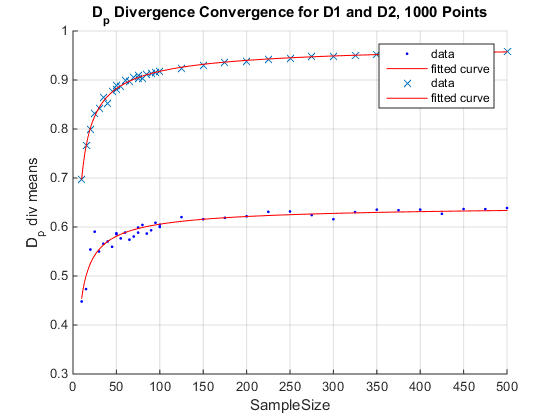 D_p Divergence Convergence for D1 and D2, 1000 Points
1
0.9
0.8
0.7
0.6
0.5
0.4
0.3
D_p div means
data
fitted curve
data
fitted curve
0 50 100 150 200 250 300 350 400 450 500
SampleSize